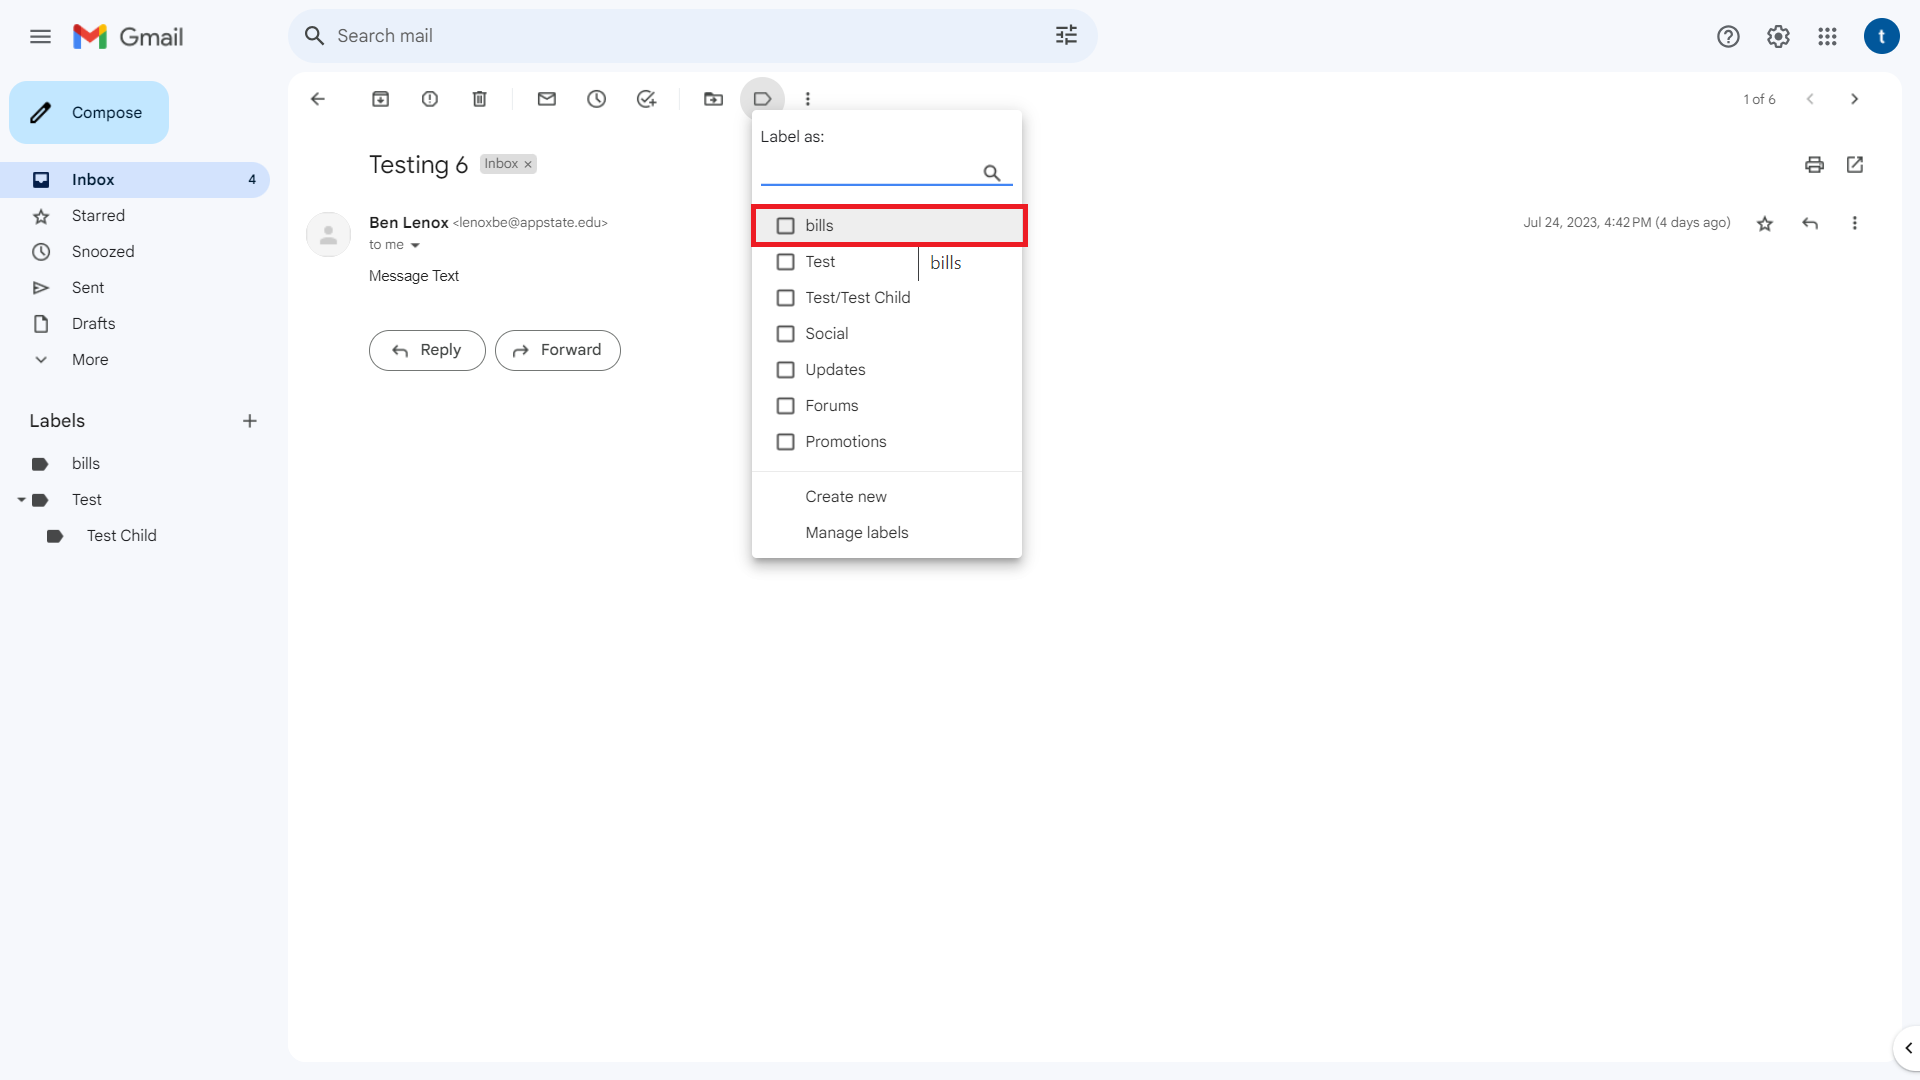 Gmail
Search mail
t
Compose
Inbox 4
Starred
Snoozed
Sent
Drafts
More
Labels
bills
Test
Test Child
1 of 6
Testing 6 Inbox ×
Ben Lenox <lenoxbe@appstate.edu>
to me
Jul 24, 2023, 4:42 PM (4 days ago)
Message Text
Reply Forward
Label as:
bills
Test
bills
Test/Test Child
Social
Updates
Forums
Promotions
Create new
Manage labels